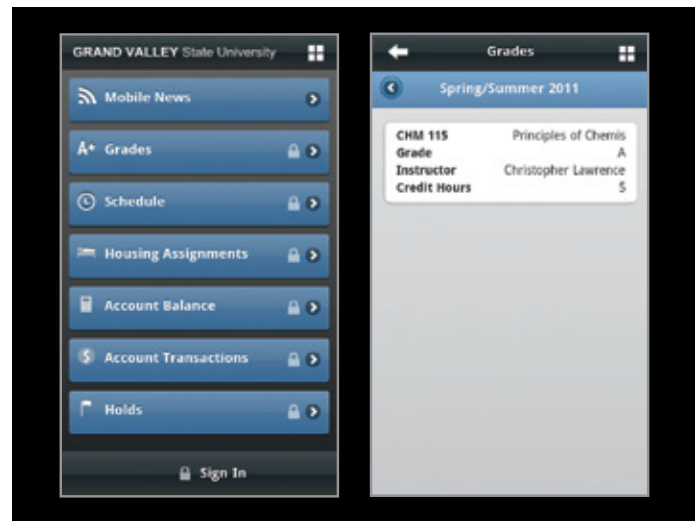 GRAND VALLEY State University
Mobile News
A+ Grades
Schedule
Housing Assignments
Account Balance
$ Account Transactions
Holds
Sign In
Grades
Spring/Summer 2011
CHM 115 Principles of Chemis
Grade A
Instructor Christopher Lawrence
Credit Hours 5